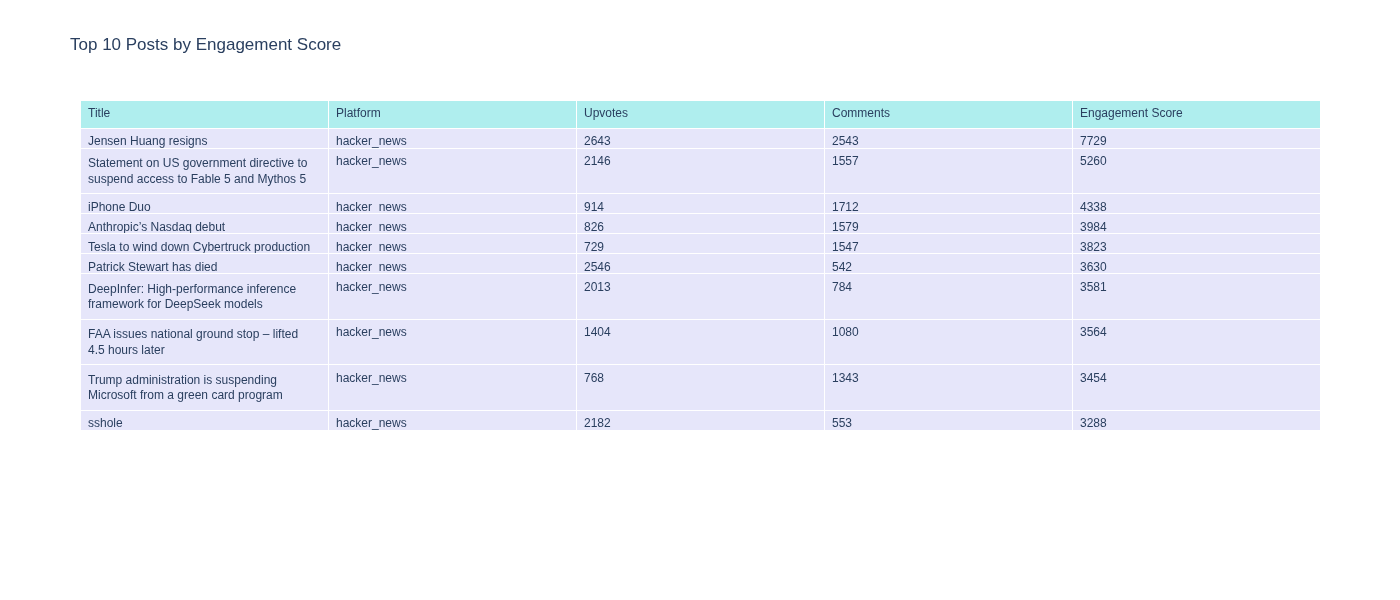 Top 10 Posts by Engagement Score
Title Platform Upvotes Comments Engagement Score
Jensen Huang resigns hacker_news 2643 2543 7729
Statement on US government directive to hacker_news 2146 1557 5260
suspend access to Fable 5 and Mythos 5
iPhone Duo hacker_news 914 1712 4338
Anthropic's Nasdaq debut hacker_news 826 1579 3984
Tesla to wind down Cybertruck production hacker_news 729 1547 3823
Patrick Stewart has died hacker_news 2546 542 3630
DeepInfer: High-performance inference hacker_news 2013 784 3581
framework for DeepSeek models
FAA issues national ground stop – lifted hacker_news 1404 1080 3564
4.5 hours later
Trump administration is suspending hacker_news 768 1343 3454
Microsoft from a green card program
sshole hacker_news 2182 553 3288